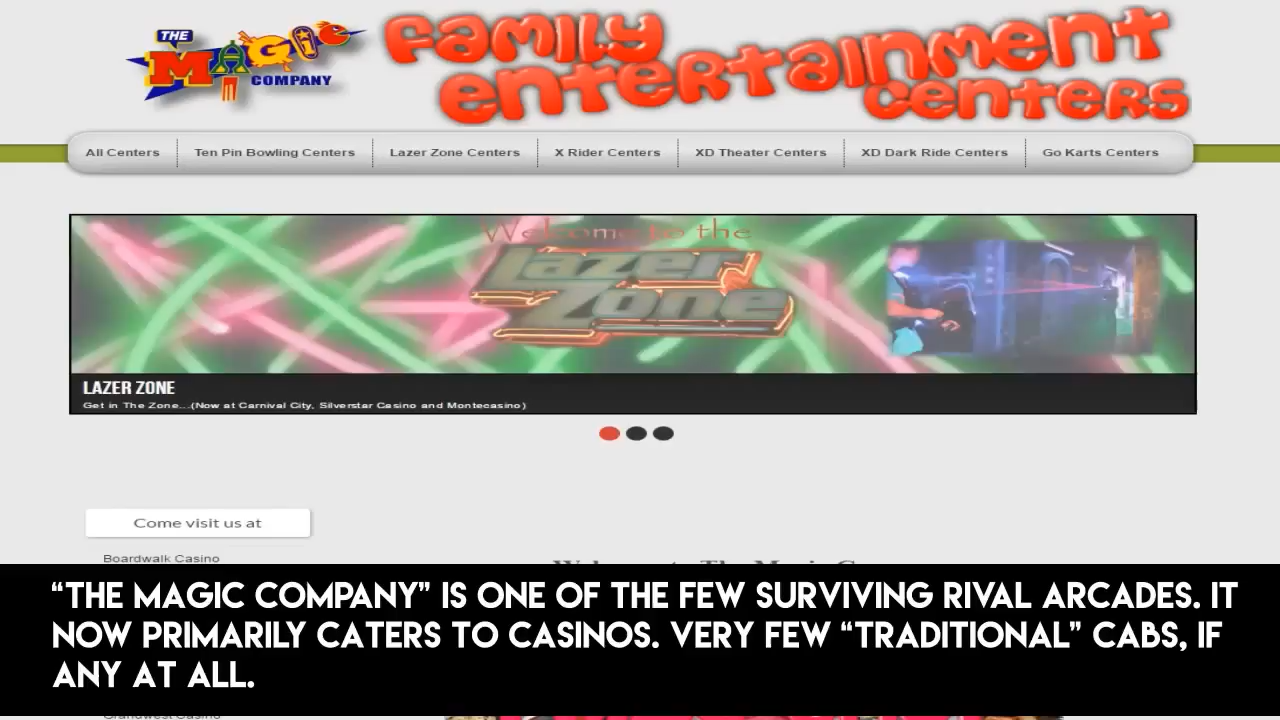 THE MAGIC COMPANY
family entertainment centers
All Centers
Ten Pin Bowling Centers
Lazer Zone Centers
X Rider Centers
XD Theater Centers
XD Dark Ride Centers
Go Karts Centers
Welcome to the
lazer
Zone
LAZER ZONE
Get in The Zone...(Now at Carnival City, Silverstar Casino and Montecasino)
Come visit us at
Boardwalk Casino
“THE MAGIC COMPANY” IS ONE OF THE FEW SURVIVING RIVAL ARCADES. IT
NOW PRIMARILY CATERS TO CASINOS. VERY FEW “TRADITIONAL” CABS, IF
ANY AT ALL.
Grandwest Casino